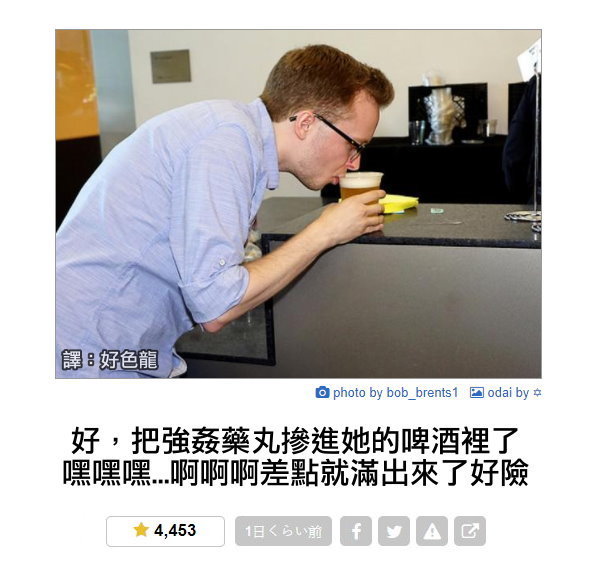 譯：好色龍
photo by bob_brents1 odai by ✡
好，把強姦藥丸摻進她的啤酒裡了
嘿嘿嘿...啊啊啊差點就滿出來了好險
4,453 1日くらい前